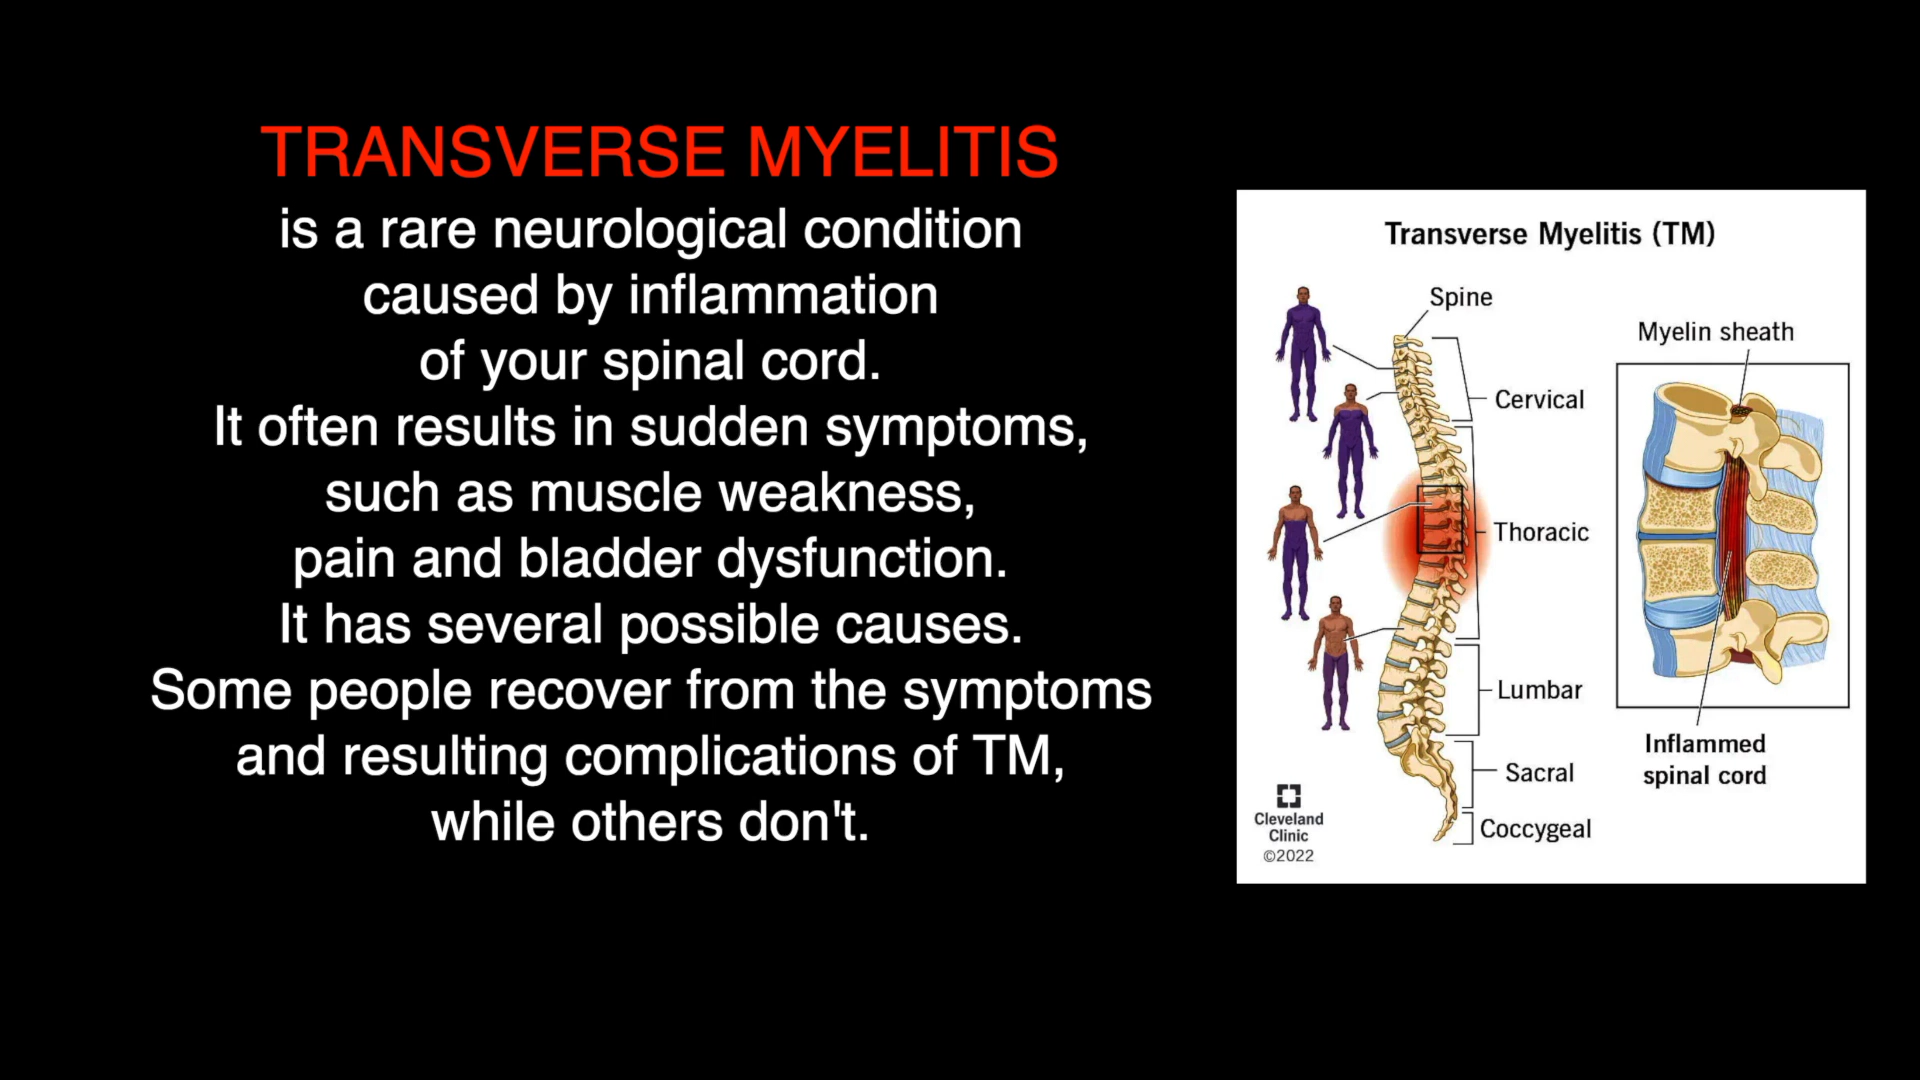 TRANSVERSE MYELITIS
is a rare neurological condition
caused by inflammation
of your spinal cord.
It often results in sudden symptoms,
such as muscle weakness,
pain and bladder dysfunction.
It has several possible causes.
Some people recover from the symptoms
and resulting complications of TM,
while others don't.
Transverse Myelitis (TM)
Spine
Myelin sheath
Cervical
Thoracic
Lumbar
Inflammed
spinal cord
Sacral
Coccygeal
Cleveland
Clinic
©2022